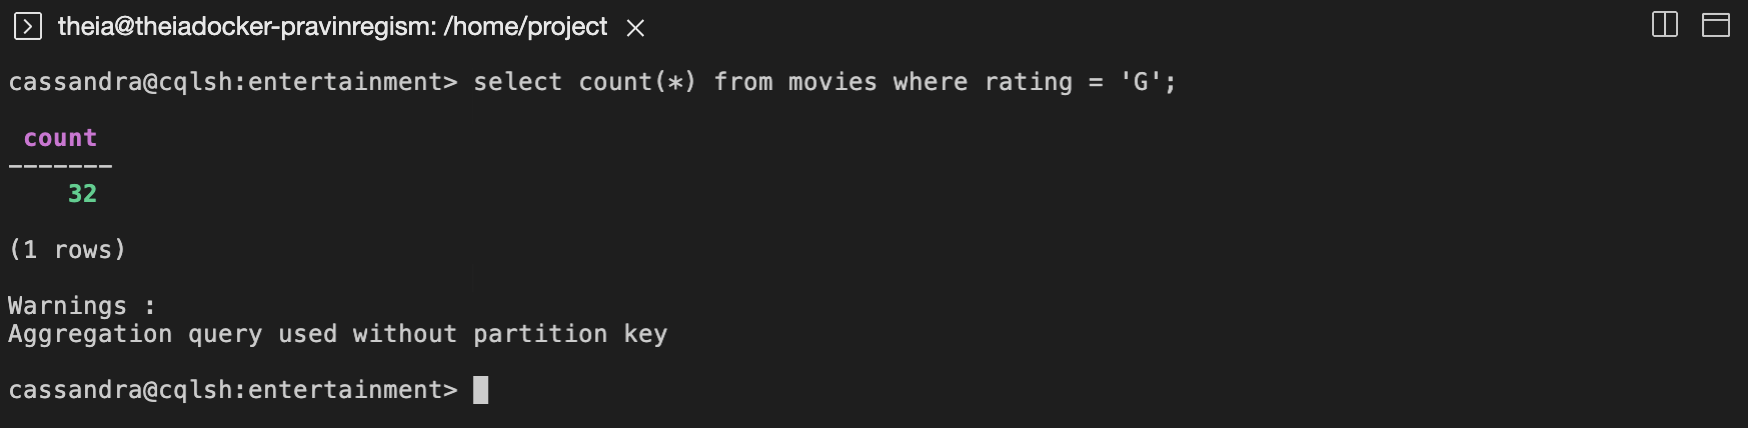 theia@theiadocker-pravinregism: /home/project
cassandra@cqlsh:entertainment> select count(*) from movies where rating = 'G';
count
-------
32
(1 rows)
Warnings :
Aggregation query used without partition key
cassandra@cqlsh:entertainment>